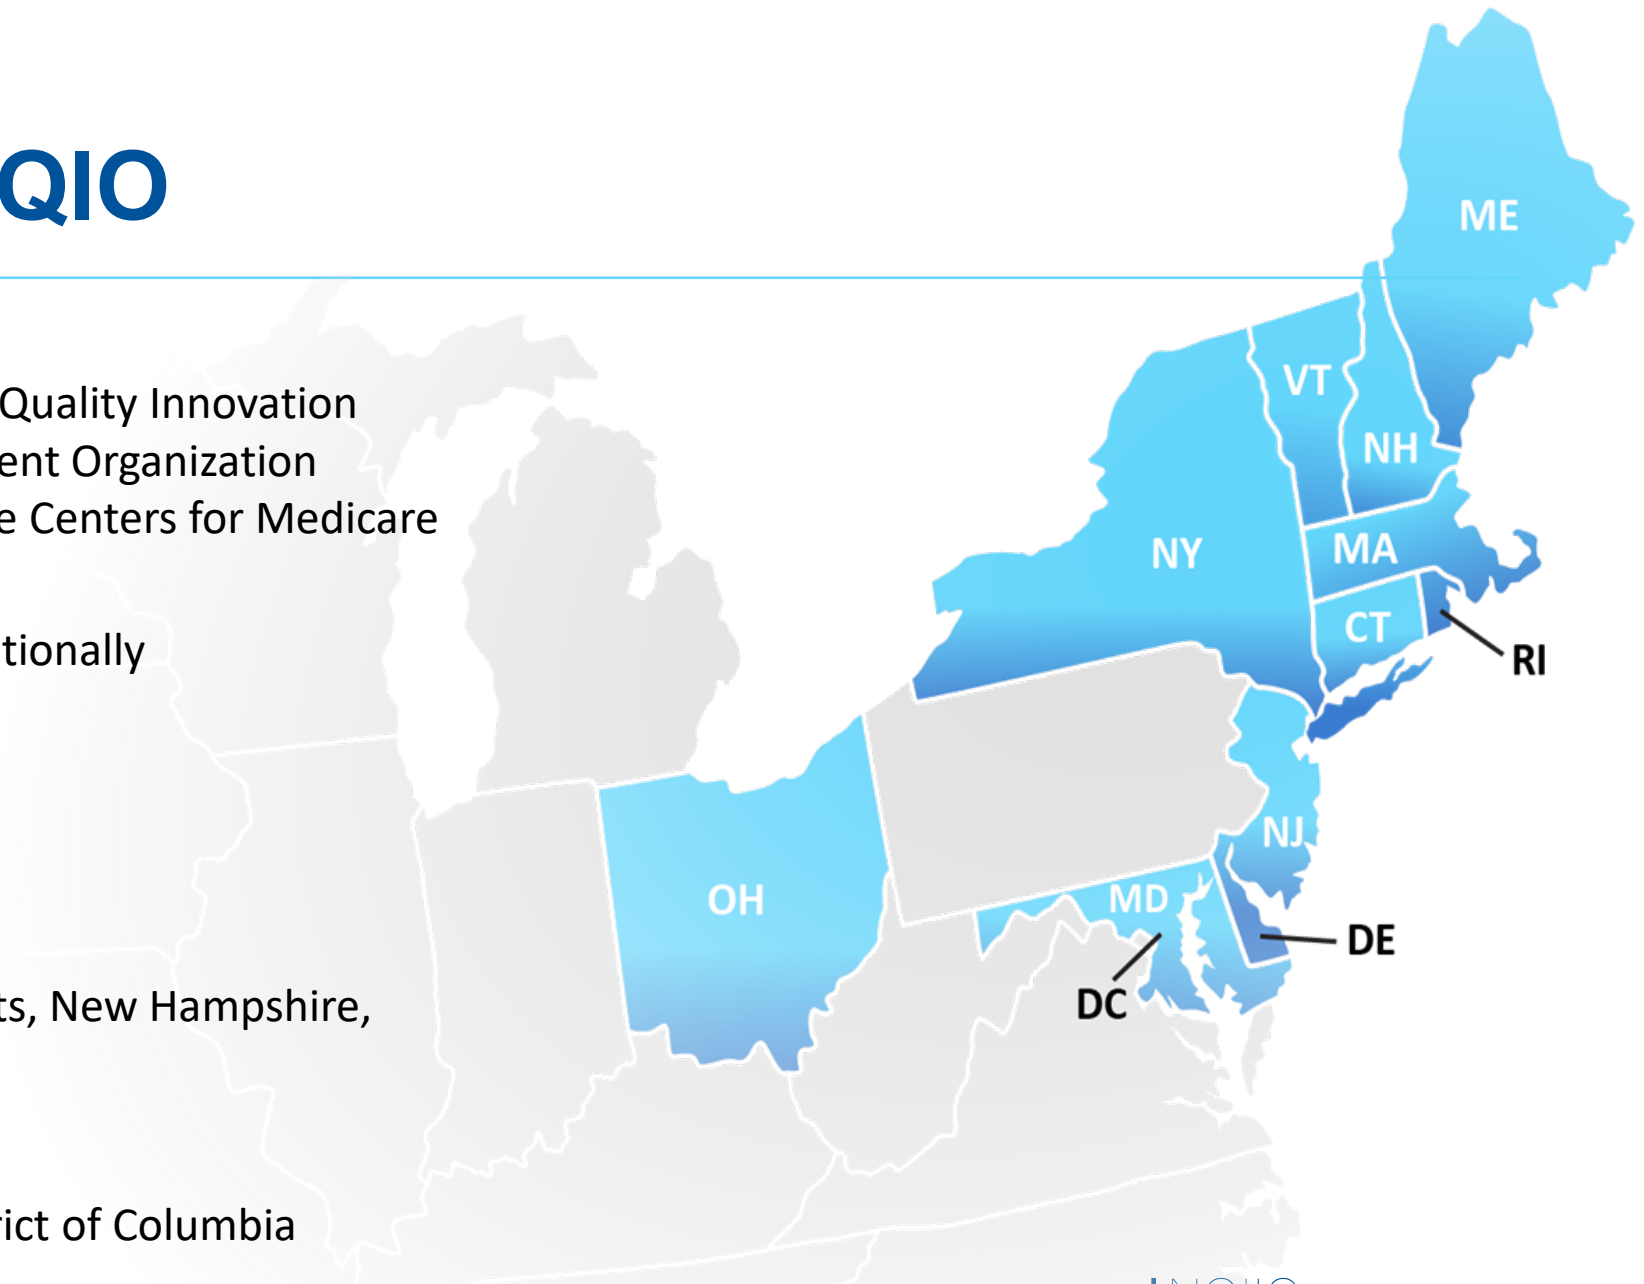 QIO
Quality Innovation
ent Organization
e Centers for Medicare
tionally
ts, New Hampshire,
rict of Columbia
ME
VT
NH
NY
MA
CT
RI
NJ
OH
MD
DE
DC